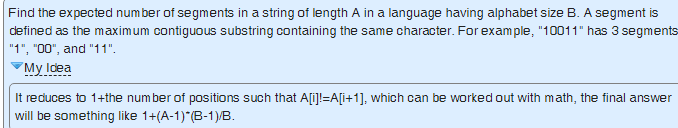 Find the expected number of segments in a string of length A in a language having alphabet size B. A segment is
defined as the maximum contiguous substring containing the same character. For example, "10011" has 3 segments
"1", "00", and "11".
My Idea
It reduces to 1+the number of positions such that A[i]!=A[i+1], which can be worked out with math, the final answer
will be something like 1+(A-1)*(B-1)/B.